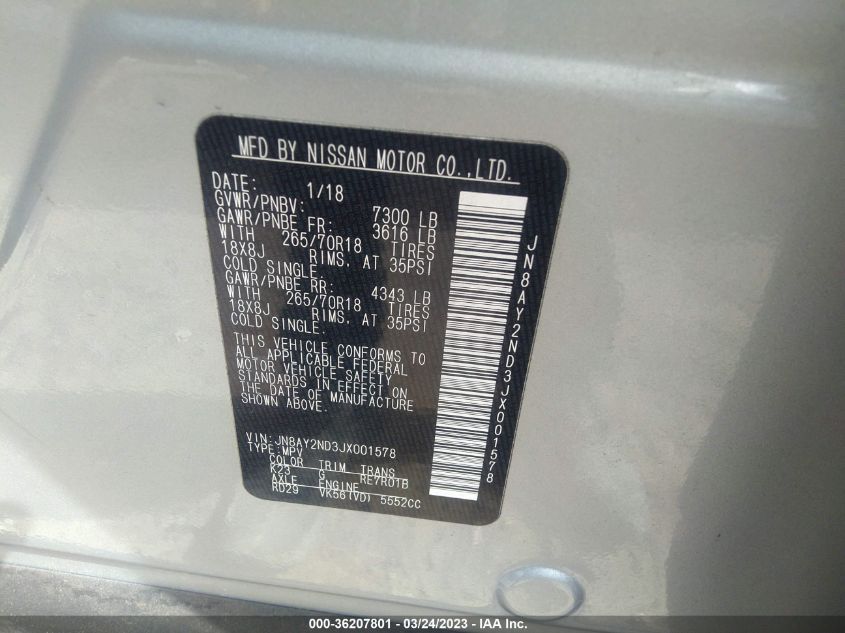 MFD BY NISSAN MOTOR CO.,LTD.
DATE: 1/18
GVWR/PNBV: 7300 LB
GAWR/PNBE FR: 3616 LB
WITH 265/70R18 TIRES
18X8J RIMS, AT 35PSI
COLD SINGLE.
GAWR/PNBE RR: 4343 LB
WITH 265/70R18 TIRES
18X8J RIMS, AT 35PSI
COLD SINGLE.
THIS VEHICLE CONFORMS TO
ALL APPLICABLE FEDERAL
MOTOR VEHICLE SAFETY
STANDARDS IN EFFECT ON
THE DATE OF MANUFACTURE
SHOWN ABOVE.
VIN:JN8AY2ND3JX001578
TYPE:MPV
COLOR TRIM TRANS
K23 G RE7R01B
AXLE ENGINE
RD29 VK56(VD) 5552CC
JN8AY2ND3JX001578
000-36207801 - 03/24/2023 - IAA Inc.